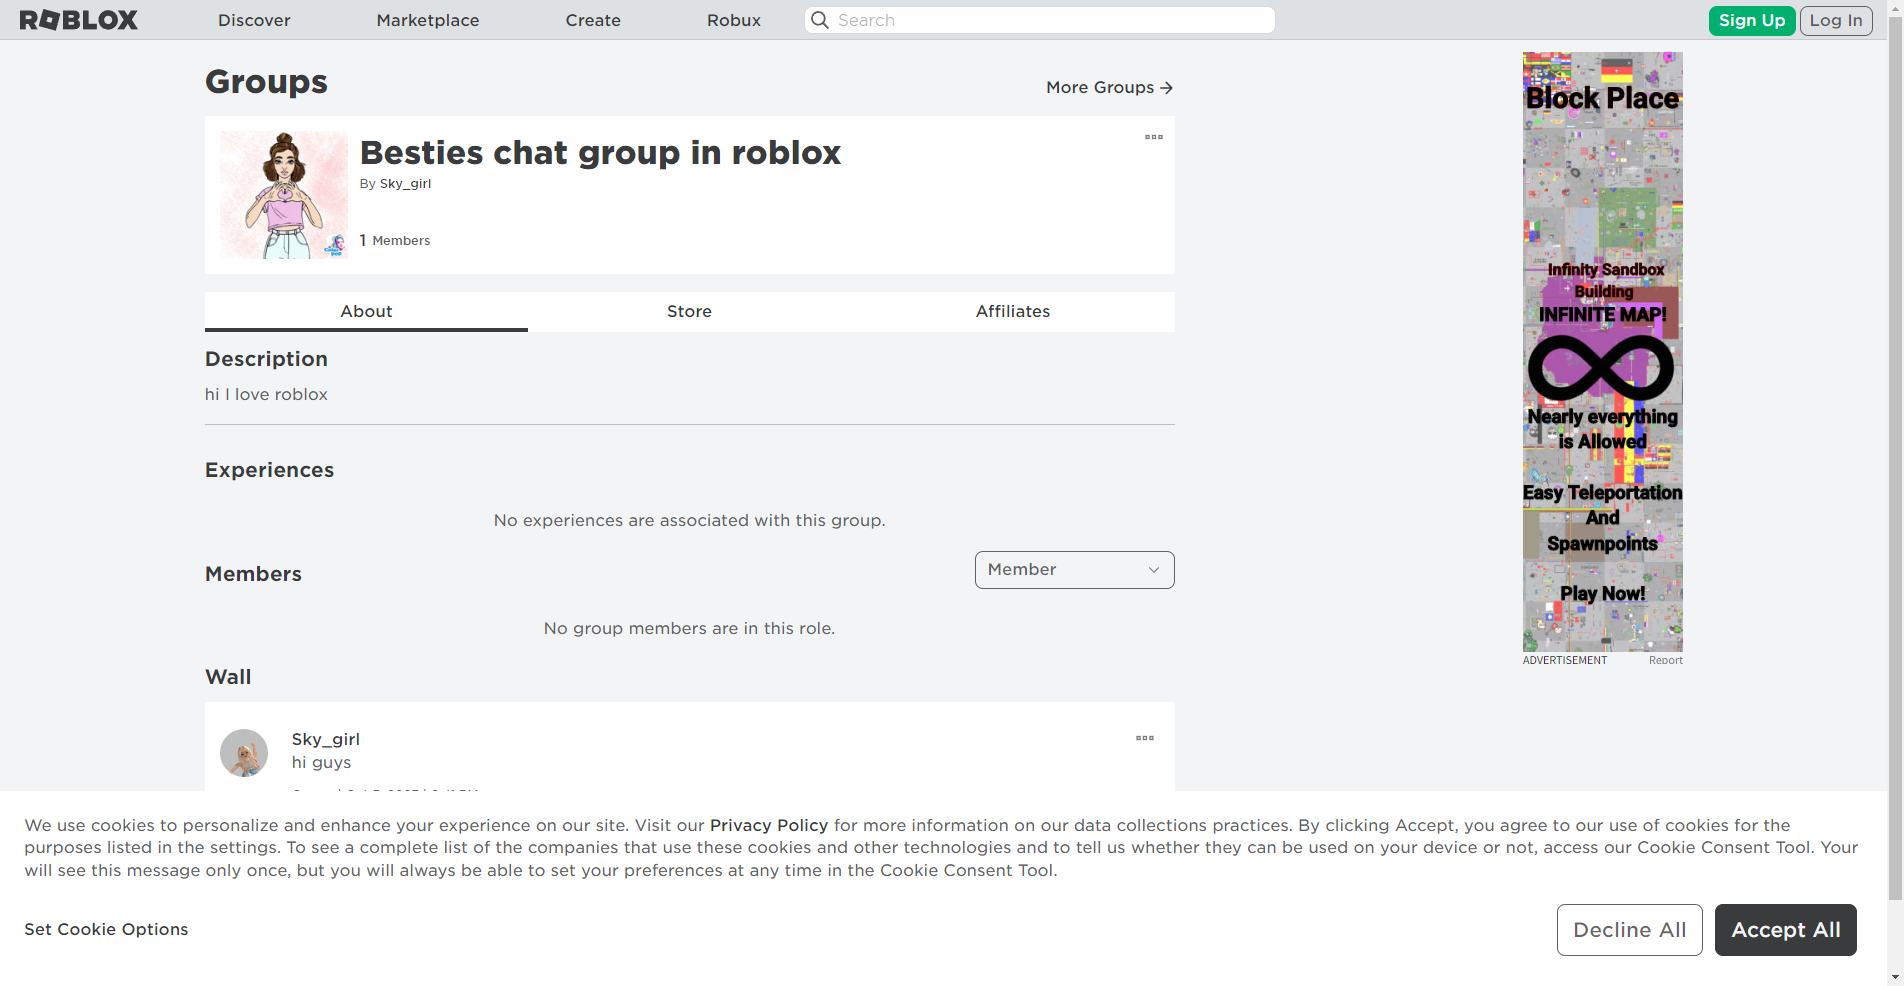 ROBLOX Discover Marketplace Create Robux Search Sign Up Log In
Groups
More Groups
Besties chat group in roblox
By Sky_girl
1 Members
About Store Affiliates
Description
hi I love roblox
Experiences
No experiences are associated with this group.
Members
Member
No group members are in this role.
Wall
Sky_girl
hi guys
Block Place
Infinity Sandbox
Building
INFINITE MAP!
Nearly everything
is Allowed
Easy Teleportation
And
Spawnpoints
Play Now!
ADVERTISEMENT Report
We use cookies to personalize and enhance your experience on our site. Visit our Privacy Policy for more information on our data collections practices. By clicking Accept, you agree to our use of cookies for the
purposes listed in the settings. To see a complete list of the companies that use these cookies and other technologies and to tell us whether they can be used on your device or not, access our Cookie Consent Tool. Your
will see this message only once, but you will always be able to set your preferences at any time in the Cookie Consent Tool.
Set Cookie Options
Decline All
Accept All